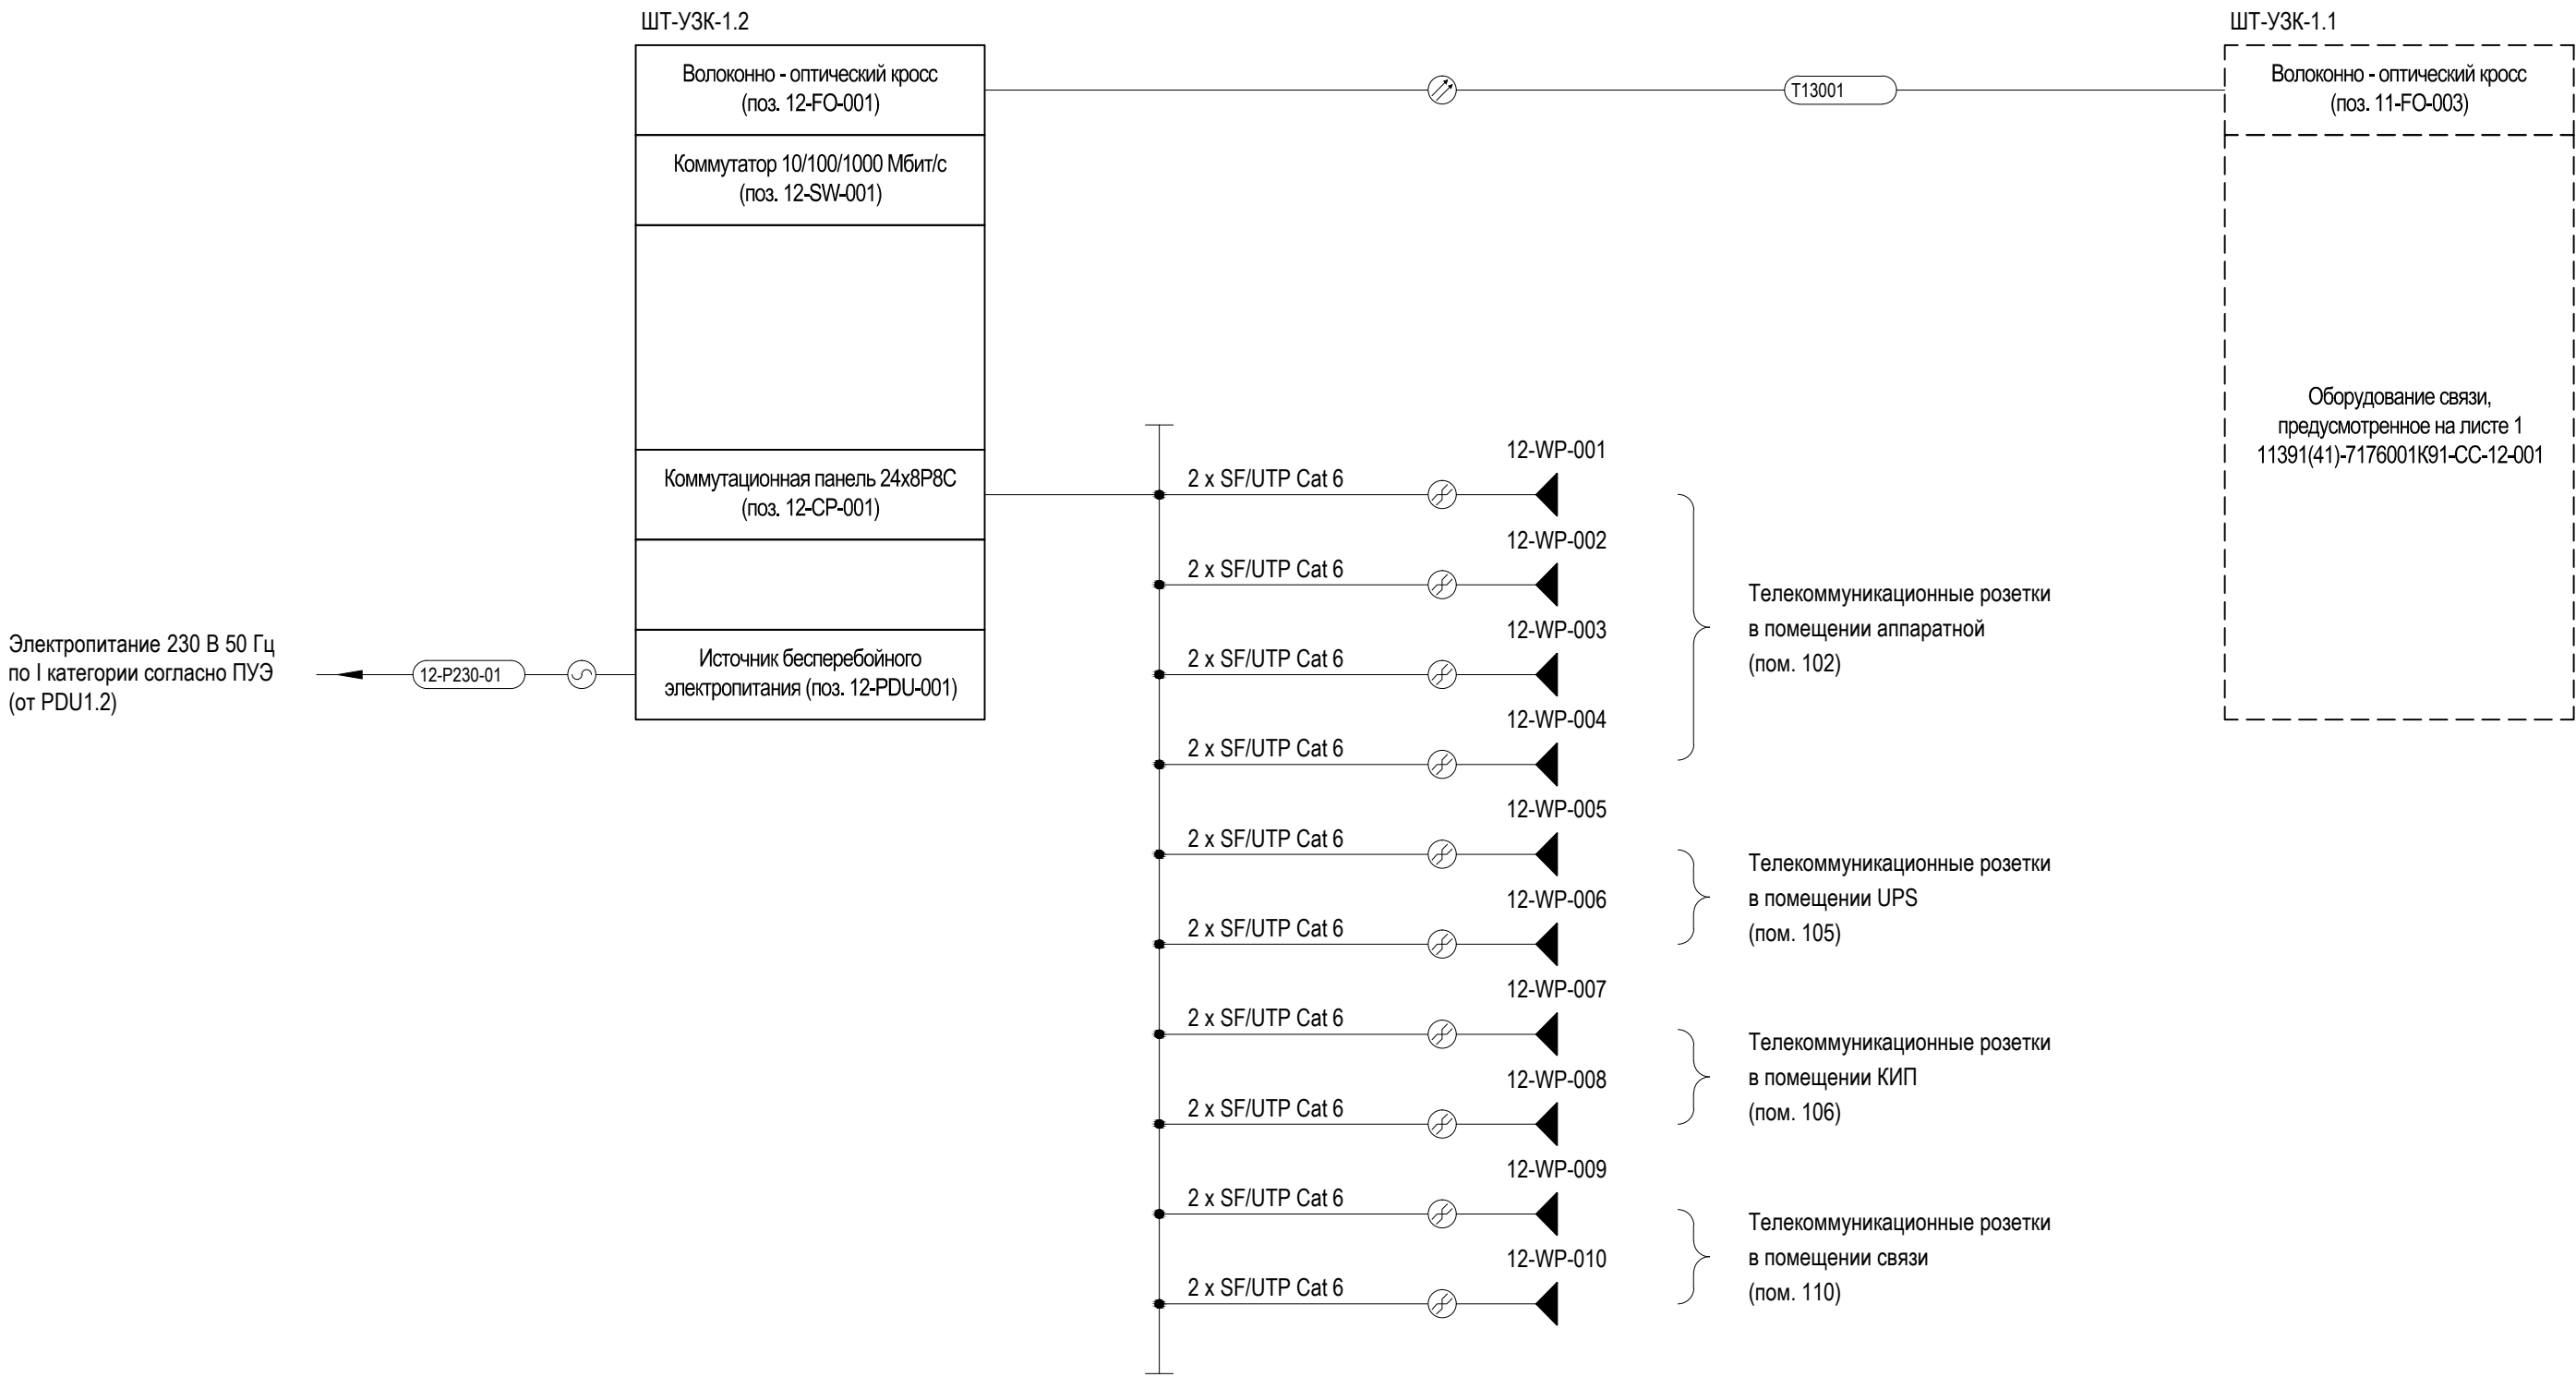 ШТ-УЗК-1.2
ШТ-УЗК-1.1
Волоконно - оптический кросс
(поз. 12-FO-001)
T13001
Волоконно - оптический кросс
(поз. 11-FO-003)
Коммутатор 10/100/1000 Мбит/с
(поз. 12-SW-001)
Оборудование связи,
предусмотренное на листе 1
11391(41)-7176001К91-СС-12-001
Коммутационная панель 24x8P8C
(поз. 12-CP-001)
Источник бесперебойного
электропитания (поз. 12-PDU-001)
Электропитание 230 В 50 Гц
по I категории согласно ПУЭ
(от PDU1.2)
12-P230-01
12-WP-001
2 x SF/UTP Cat 6
12-WP-002
2 x SF/UTP Cat 6
12-WP-003
2 x SF/UTP Cat 6
12-WP-004
2 x SF/UTP Cat 6
Телекоммуникационные розетки
в помещении аппаратной
(пом. 102)
12-WP-005
2 x SF/UTP Cat 6
12-WP-006
2 x SF/UTP Cat 6
Телекоммуникационные розетки
в помещении UPS
(пом. 105)
12-WP-007
2 x SF/UTP Cat 6
12-WP-008
2 x SF/UTP Cat 6
Телекоммуникационные розетки
в помещении КИП
(пом. 106)
12-WP-009
2 x SF/UTP Cat 6
12-WP-010
2 x SF/UTP Cat 6
Телекоммуникационные розетки
в помещении связи
(пом. 110)